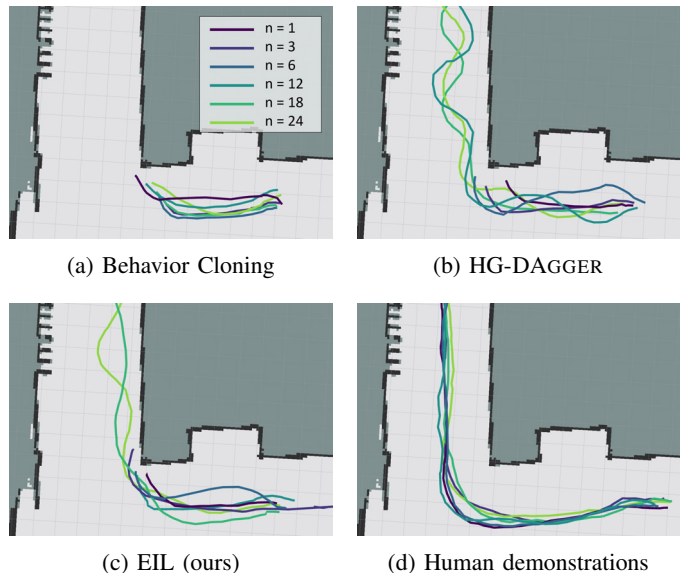 n = 1
n = 3
n = 6
n = 12
n = 18
n = 24
(a) Behavior Cloning
(b) HG-DAGGER
(c) EIL (ours)
(d) Human demonstrations